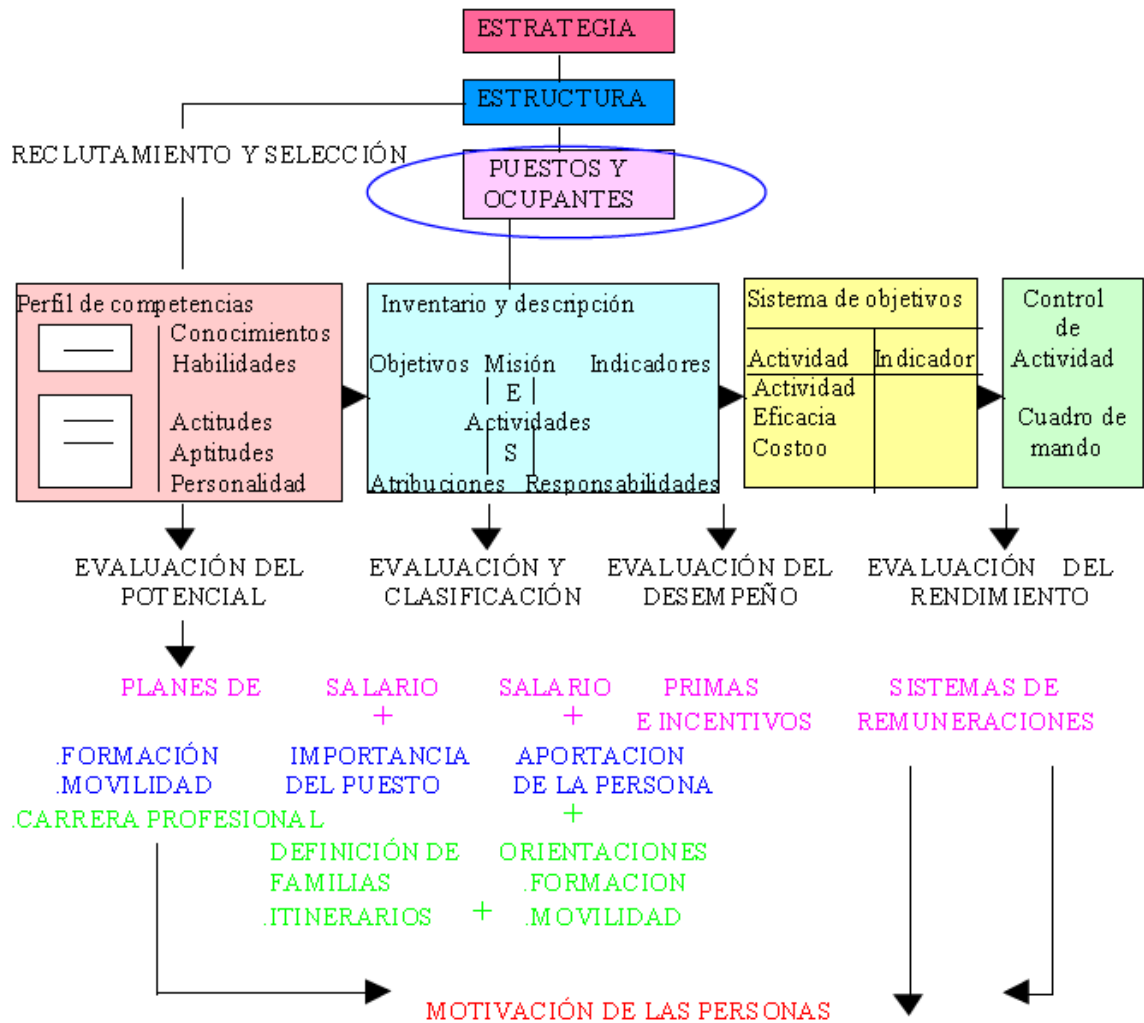 ESTRATEGIA
ESTRUCTURA
RECLUTAMIENTO Y SELECCIÓN
PUESTOS Y
OCUPANTES
Perfil de competencias
Conocimientos
Habilidades
Actitudes
Aptitudes
Personalidad
Inventario y descripción
Objetivos Misión Indicadores
E
Actividades
S
Atribuciones Responsabilidades
Sistema de objetivos
Actividad Indicador
Actividad
Eficacia
Costoo
Control
de
Actividad
Cuadro de
mando
EVALUACIÓN DEL
POTENCIAL
EVALUACIÓN Y
CLASIFICACIÓN
EVALUACIÓN DEL
DESEMPEÑO
EVALUACIÓN DEL
RENDIMIENTO
PLANES DE
.FORMACIÓN
.MOVILIDAD
.CARRERA PROFESIONAL
SALARIO
+
IMPORTANCIA
DEL PUESTO
SALARIO
+
APORTACION
DE LA PERSONA
+
PRIMAS
E INCENTIVOS
SISTEMAS DE
REMUNERACIONES
DEFINICIÓN DE
FAMILIAS
.ITINERARIOS
+
ORIENTACIONES
.FORMACION
.MOVILIDAD
MOTIVACIÓN DE LAS PERSONAS